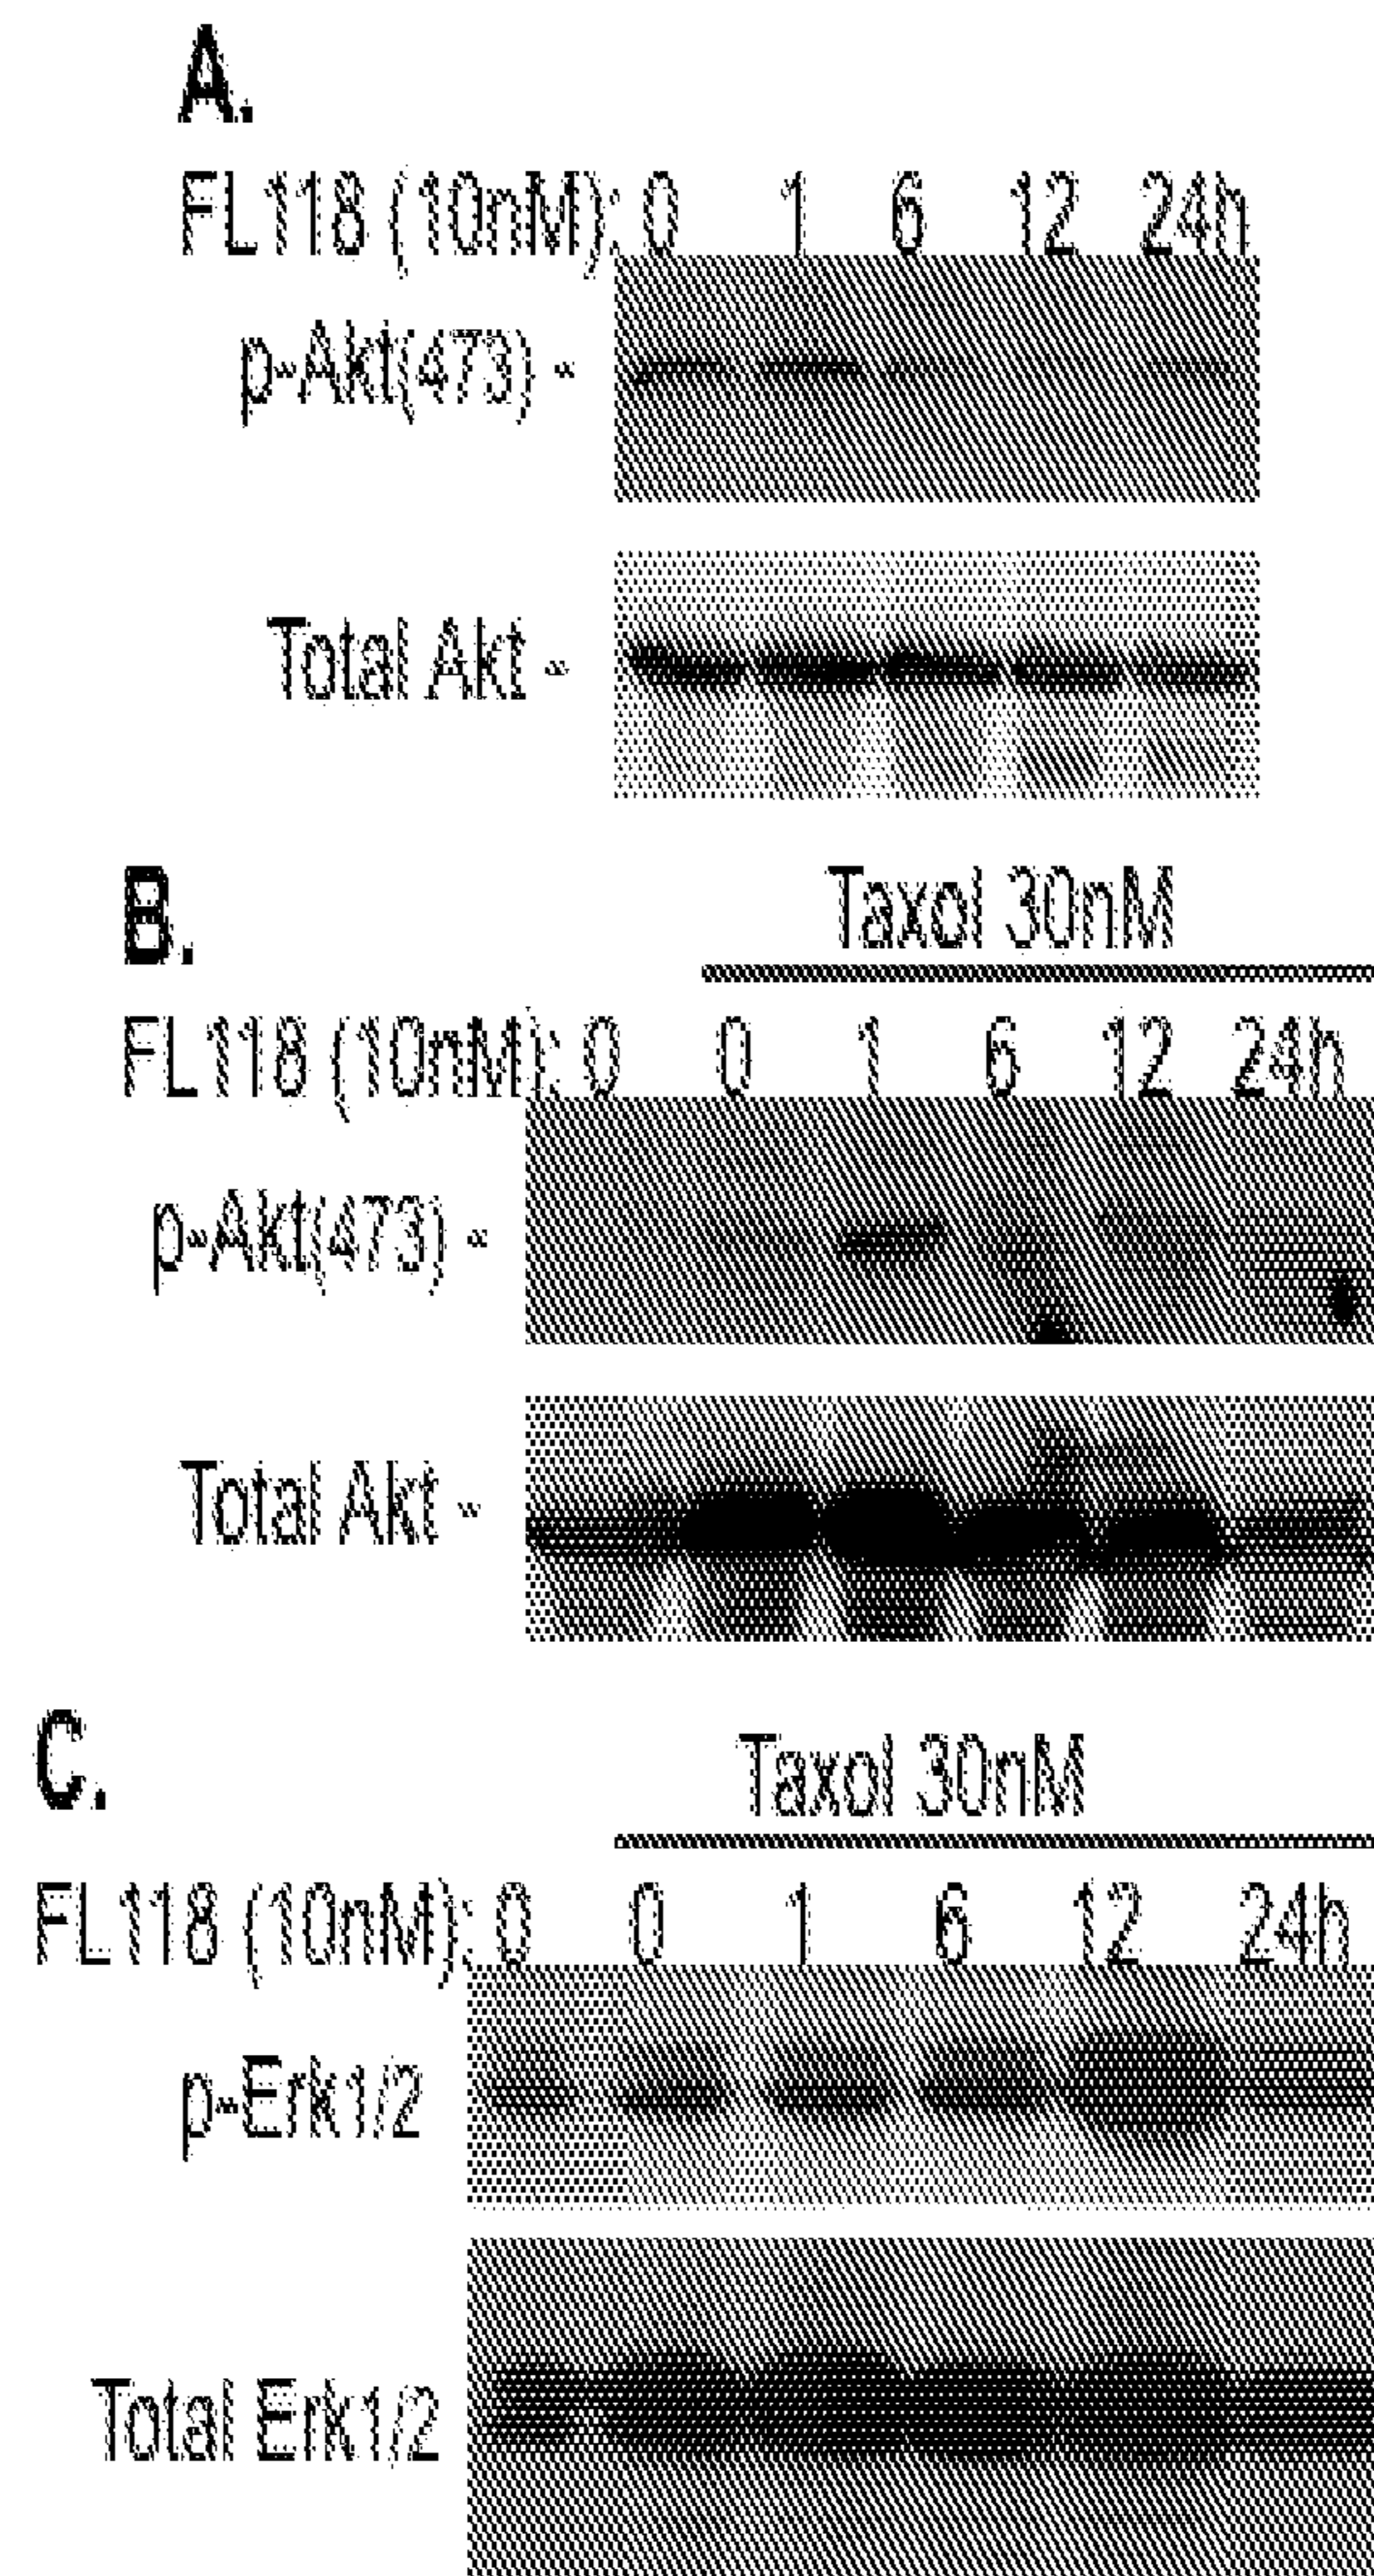 A.
FL118 (10nM): 0 1 6 12 24h
p-Akt(473) -
Total Akt -
B.
Taxol 30nM
FL118 (10nM): 0 0 1 6 12 24h
p-Akt(473) -
Total Akt -
C.
Taxol 30nM
FL118 (10nM): 0 0 1 6 12 24h
p-Erk1/2
Total Erk1/2